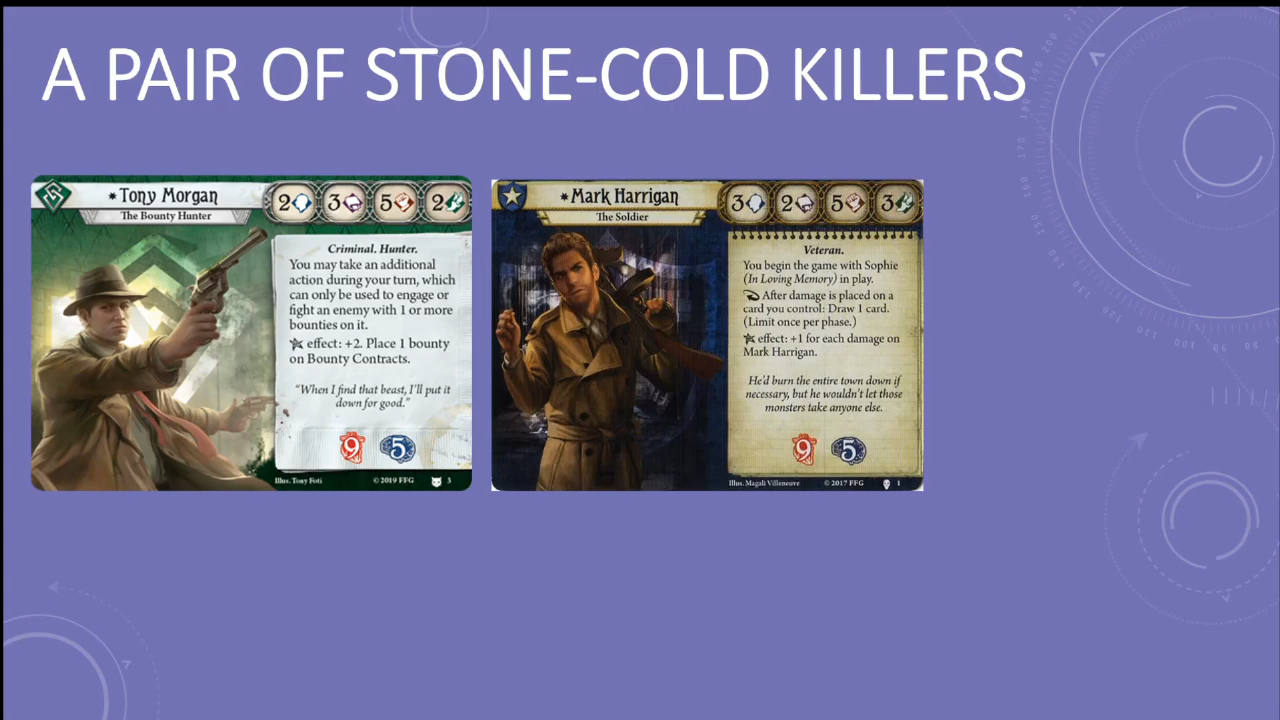 A PAIR OF STONE-COLD KILLERS
Tony Morgan
The Bounty Hunter
2 3 5 2
Criminal. Hunter.
You may take an additional
action during your turn, which
can only be used to engage or
fight an enemy with 1 or more
bounties on it.
effect: +2. Place 1 bounty
on Bounty Contracts.
"When I find that beast, I'll put it
down for good."
9 5
Illus. Tony Foti © 2019 FFG 3
Mark Harrigan
The Soldier
3 2 5 3
Veteran.
You begin the game with Sophie
(In Loving Memory) in play.
After damage is placed on a
card you control: Draw 1 card.
(Limit once per phase.)
effect: +1 for each damage on
Mark Harrigan.
He'd burn the entire town down if
necessary, but he wouldn't let those
monsters take anyone else.
9 5
Illus. Magali Villeneuve © 2017 FFG 1